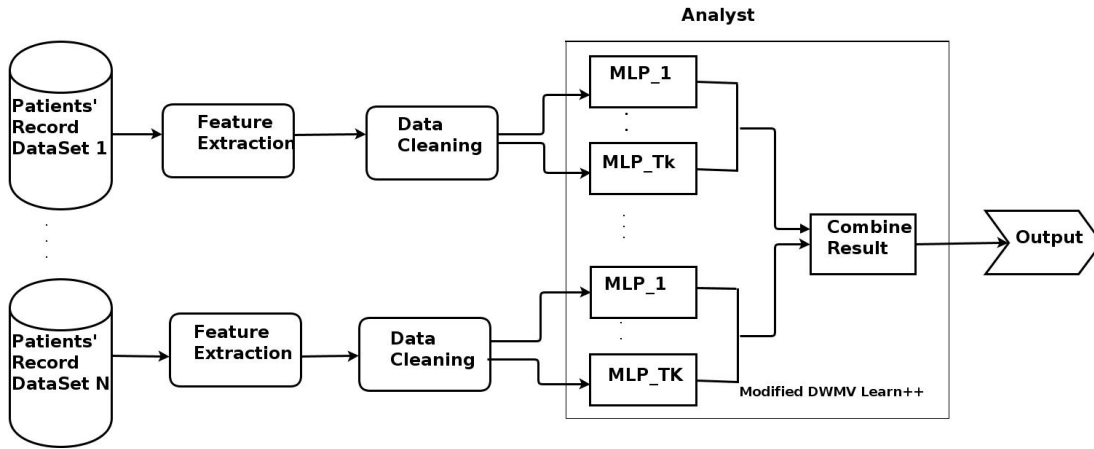 Analyst
Patients'
Record
DataSet 1
Feature
Extraction
Data
Cleaning
MLP_1
MLP_Tk
Combine
Result
Output
Patients'
Record
DataSet N
Feature
Extraction
Data
Cleaning
MLP_1
MLP_TK
Modified DWMV Learn++